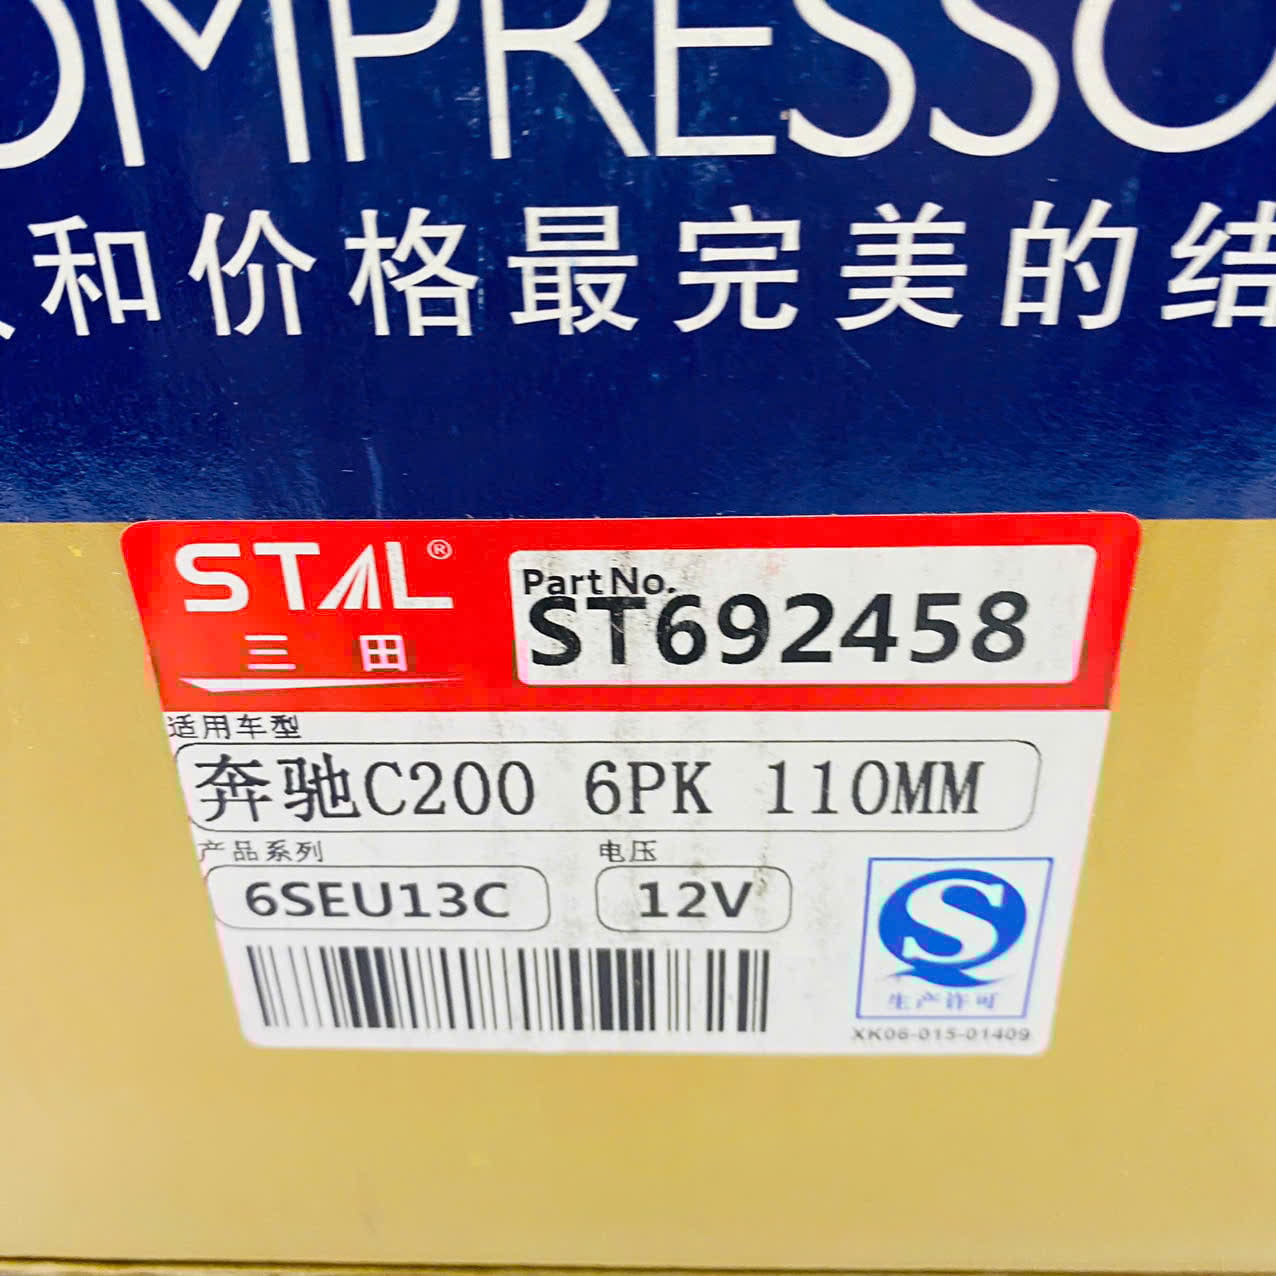 OMPRESSO
和价格最完美的结
STAL®
三田
Part No.
ST692458
适用车型
奔驰C200 6PK 110MM
产品系列
电压
6SEU13C
12V
S
生产许可
XK06-015-01409